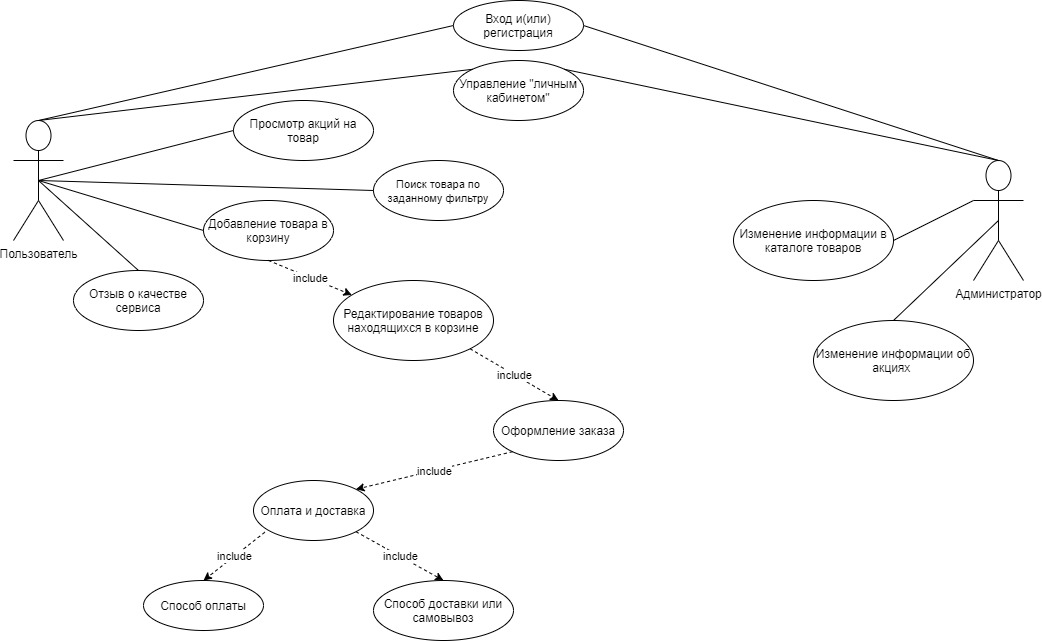 Вход и(или)
регистрация
Управление "личным
кабинетом"
Просмотр акций на
товар
Поиск товара по
заданному фильтру
Добавление товара в
корзину
Изменение информации в
каталоге товаров
Пользователь
include
Отзыв о качестве
сервиса
Администратор
Редактирование товаров
находящихся в корзине
Изменение информации об
акциях
include
Оформление заказа
include
Оплата и доставка
include
include
Способ оплаты
Способ доставки или
самовывоз